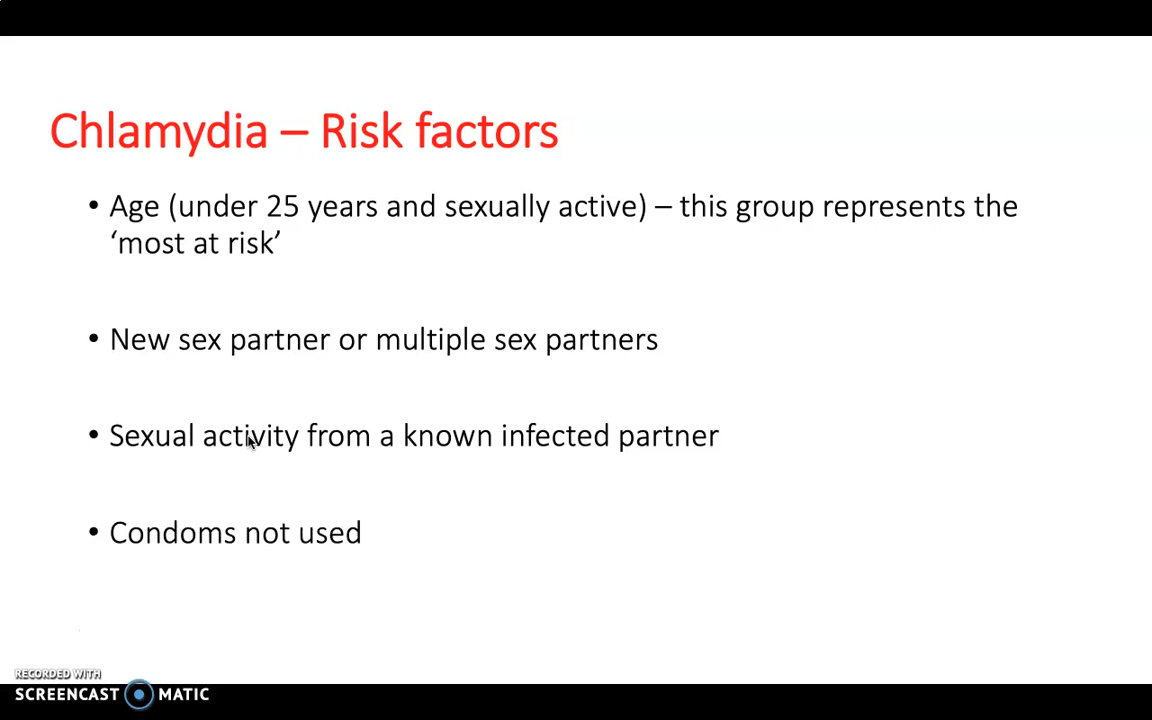 Chlamydia – Risk factors
• Age (under 25 years and sexually active) – this group represents the
‘most at risk’
• New sex partner or multiple sex partners
• Sexual activity from a known infected partner
• Condoms not used
RECORDED WITH
SCREENCAST MATIC